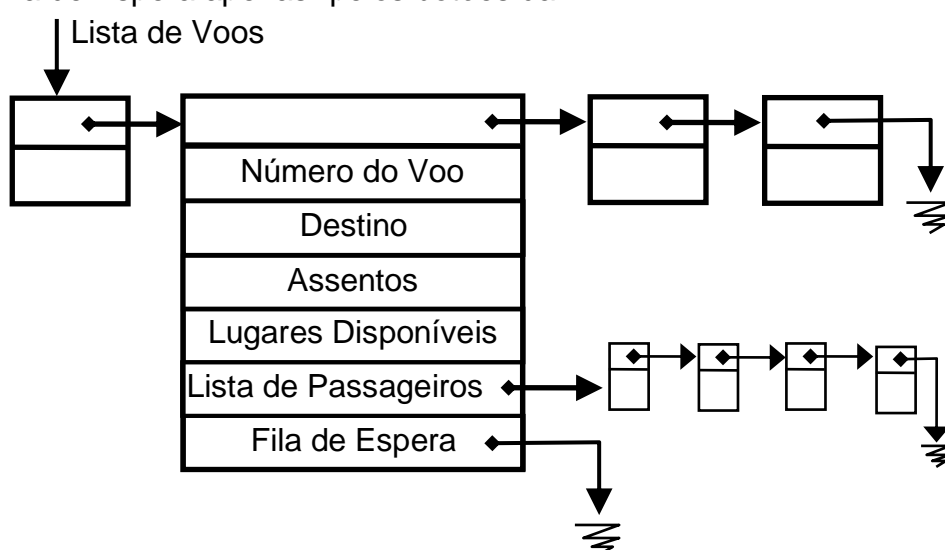 Lista de Voos
Número do Voo
Destino
Assentos
Lugares Disponíveis
Lista de Passageiros
Fila de Espera